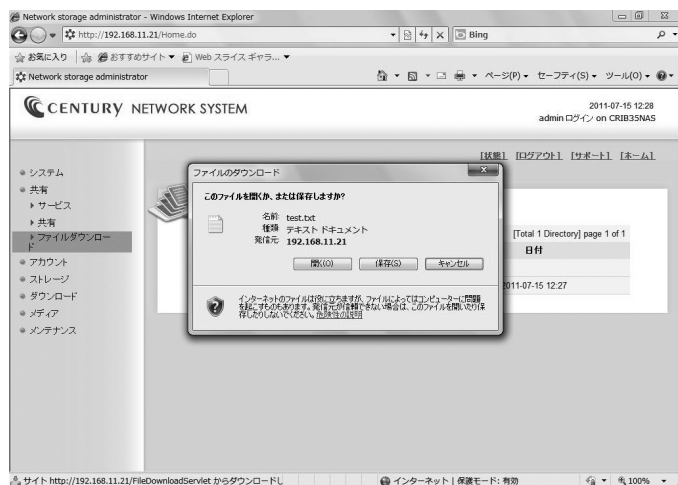 Network storage administrator - Windows Internet Explorer
http://192.168.11.21/Home.do
Bing
お気に入り
おすすめサイト ▼
Web スライス ギャラ... ▼
Network storage administrator
ページ(P) ▼
セーフティ(S) ▼
ツール(O) ▼
CENTURY NETWORK SYSTEM
2011-07-15 12:28
admin ログイン on CRIB35NAS
[状態] [ログアウト] [サポート] [ホーム]
システム
共有
サービス
共有
ファイルダウンロー
ド
アカウント
ストレージ
ダウンロード
メディア
メンテナンス
[Total 1 Directory] page 1 of 1
日付
2011-07-15 12:27
ファイルのダウンロード
x
このファイルを開くか、または保存しますか?
名前 test.txt
種類 テキスト ドキュメント
発信元 192.168.11.21
開く(O)
保存(S)
キャンセル
インターネットのファイルは役に立ちますが、ファイルによってはコンピューターに問題
を起こすものもあります。発信元が信頼できない場合は、このファイルを開いたり保
存したりしないでください。危険性の説明
サイト http://192.168.11.21/FileDownloadServlet からダウンロードし
インターネット | 保護モード: 有効
100%